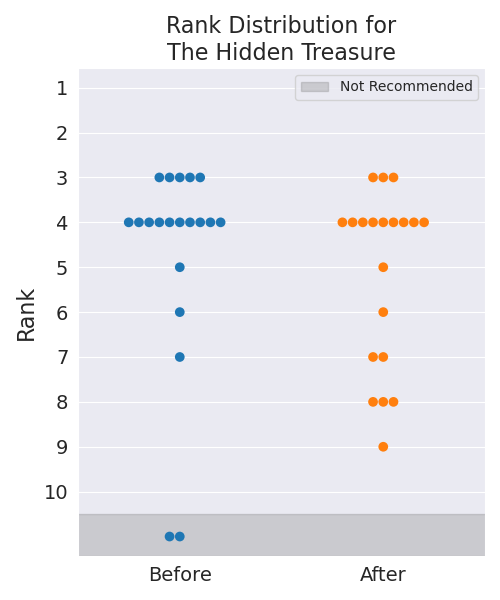 Rank Distribution for
The Hidden Treasure
Not Recommended
1
2
3
4
5
6
7
8
9
10
Rank
Before
After